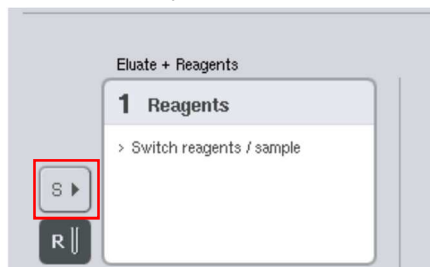 Eluate + Reagents
1 Reagents
> Switch reagents / sample
S
R